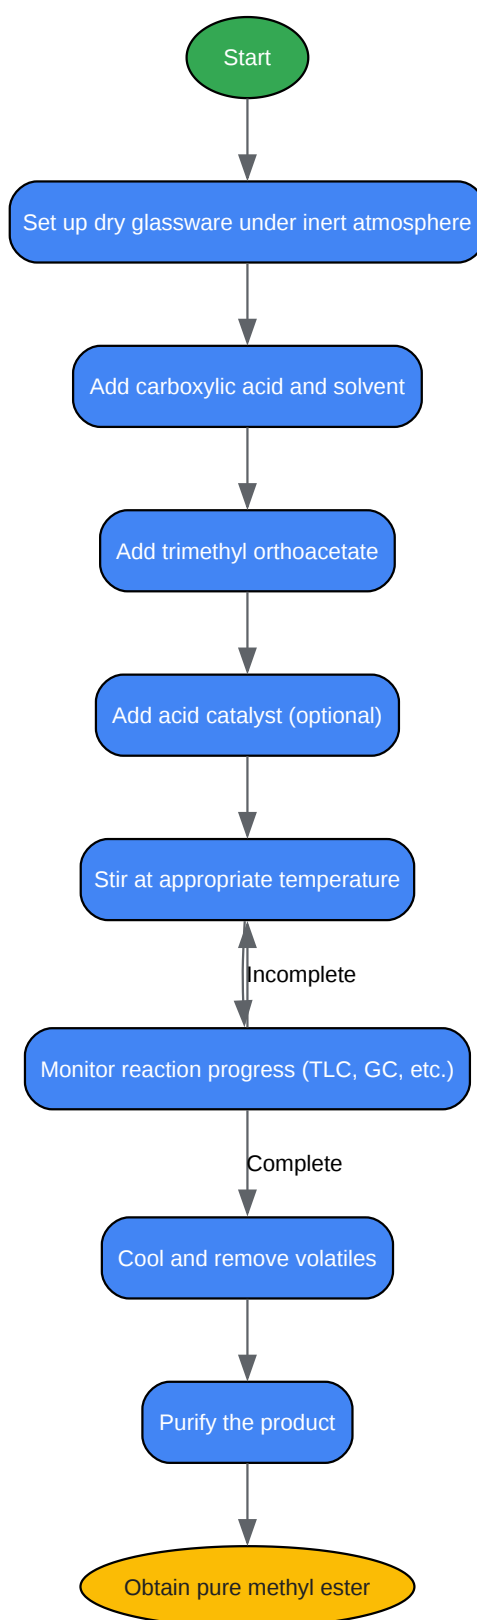 Start
Set up dry glassware under inert atmosphere
Add carboxylic acid and solvent
Add trimethyl orthoacetate
Add acid catalyst (optional)
Stir at appropriate temperature
Incomplete
Monitor reaction progress (TLC, GC, etc.)
Complete
Cool and remove volatiles
Purify the product
Obtain pure methyl ester